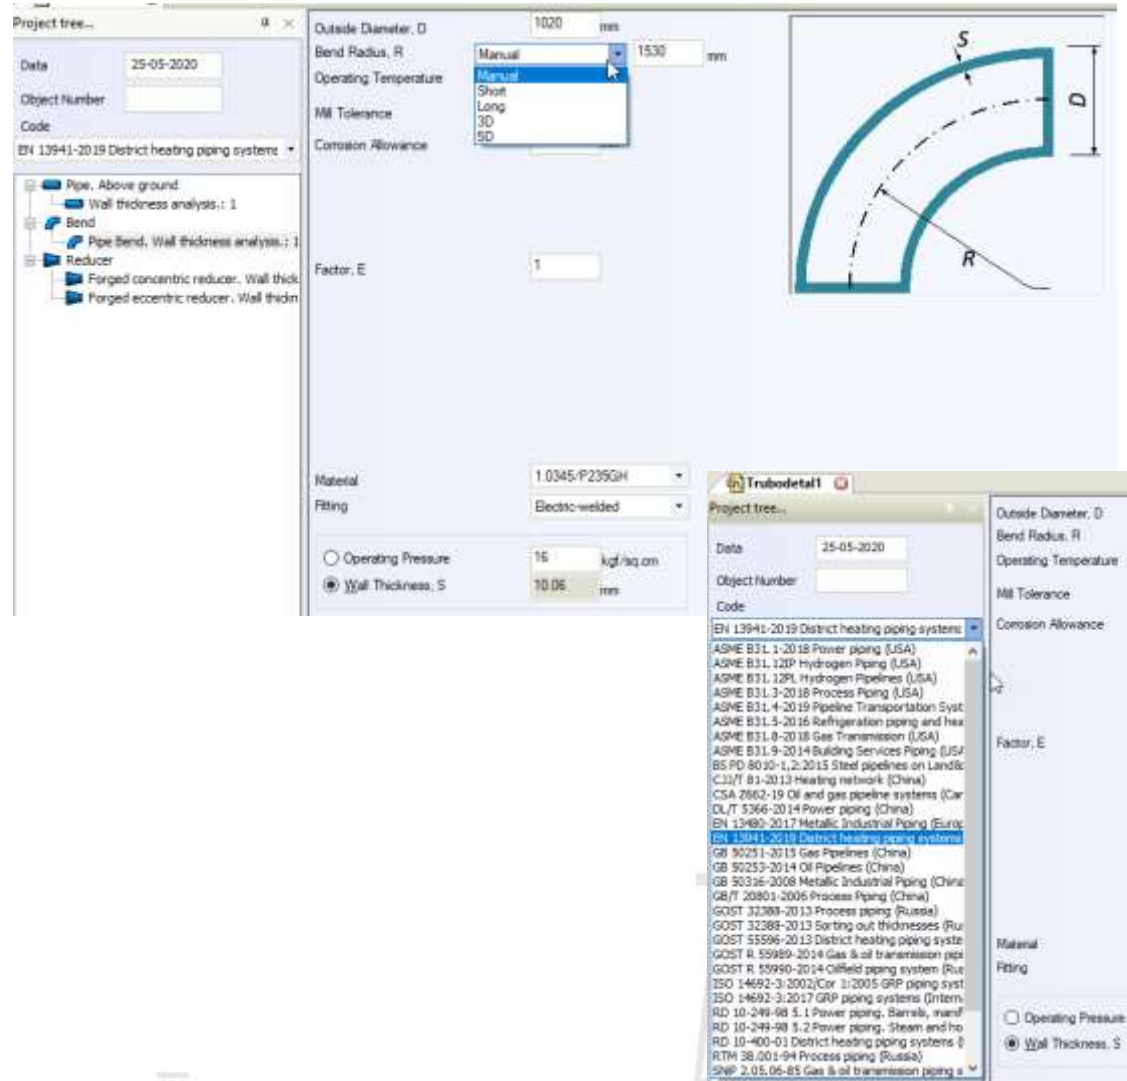 Project tree...
Data 25-05-2020
Object Number
Code
EN 13941-2019 District heating piping systems
Pipe. Above ground
Wall thickness analysis.: 1
Bend
Pipe Bend. Wall thickness analysis.: 1
Reducer
Forged concentric reducer. Wall thick
Forged eccentric reducer. Wall thickn
Outside Diameter, D 1020 mm
Bend Radius, R Manual 1530 mm
Operating Temperature
Mill Tolerance
Corrosion Allowance
Manual
Short
Long
3D
5D
Factor, E 1
Material 1.0345/P235GH
Fitting Electric-welded
Operating Pressure 16 kgf/sq.cm
Wall Thickness, S 10.06 mm
S
D
R
Trubodetal1
Project tree...
Data 25-05-2020
Object Number
Code
EN 13941-2019 District heating piping systems
ASME B31.1-2018 Power piping (USA)
ASME B31.12IP Hydrogen Piping (USA)
ASME B31.12PL Hydrogen Pipelines (USA)
ASME B31.3-2018 Process Piping (USA)
ASME B31.4-2019 Pipeline Transportation Syst
ASME B31.5-2016 Refrigeration piping and hea
ASME B31.8-2018 Gas Transmission (USA)
ASME B31.9-2014 Building Services Piping (USA
BS PD 8010-1,2:2015 Steel pipelines on Land&
CJJ/T 81-2013 Heating network (China)
CSA Z662-19 Oil and gas pipeline systems (Car
DL/T 5366-2014 Power piping (China)
EN 13480-2017 Metallic Industrial Piping (Europ
EN 13941-2019 District heating piping systems
GB 50251-2015 Gas Pipelines (China)
GB 50253-2014 Oil Pipelines (China)
GB 50316-2008 Metallic Industrial Piping (China
GB/T 20801-2006 Process Piping (China)
GOST 32388-2013 Process piping (Russia)
GOST 32388-2013 Sorting out thicknesses (Rus
GOST 55596-2013 District heating piping syste
GOST R 55989-2014 Gas & oil transmission pipi
GOST R 55990-2014 Oilfield piping system (Rus
ISO 14692-3:2002/Cor 1:2005 GRP piping syst
ISO 14692-3:2017 GRP piping systems (Intern
RD 10-249-98 5.1 Power piping. Barrels, manif
RD 10-249-98 5.2 Power piping. Steam and ho
RD 10-400-01 District heating piping systems
RTM 38.001-94 Process piping (Russia)
SNiP 2.05.06-85 Gas & oil transmission piping s
Outside Diameter, D
Bend Radius, R
Operating Temperature
Mill Tolerance
Corrosion Allowance
Factor, E
Material
Fitting
Operating Pressure
Wall Thickness, S